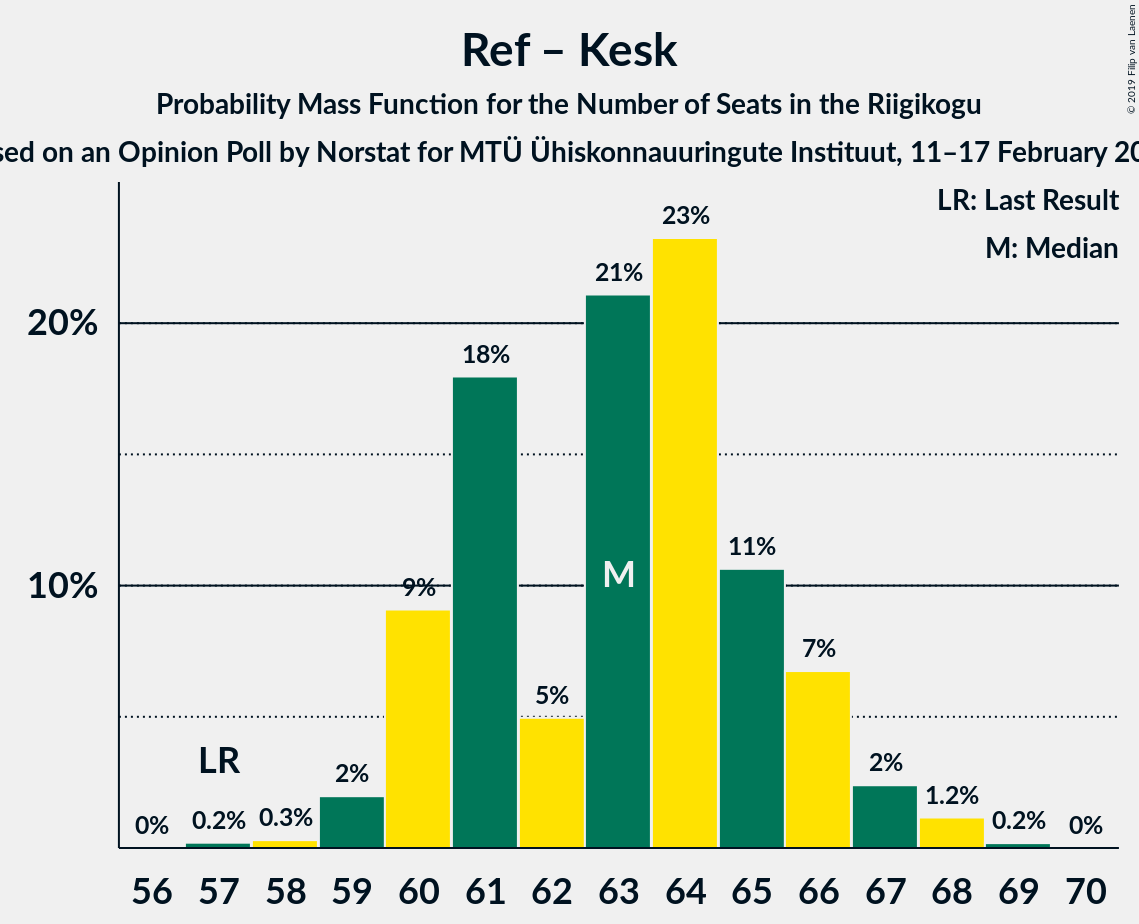 Ref – Kesk
Probability Mass Function for the Number of Seats in the Riigikogu
sed on an Opinion Poll by Norstat for MTÜ Ühiskonnauuringute Instituut, 11–17 February 20
© 2019 Filip van Laenen
LR: Last Result
M: Median
20%
10%
0%
0.2%
0.3%
2%
9%
18%
5%
21%
23%
11%
7%
2%
1.2%
0.2%
0%
LR
M
56 57 58 59 60 61 62 63 64 65 66 67 68 69 70